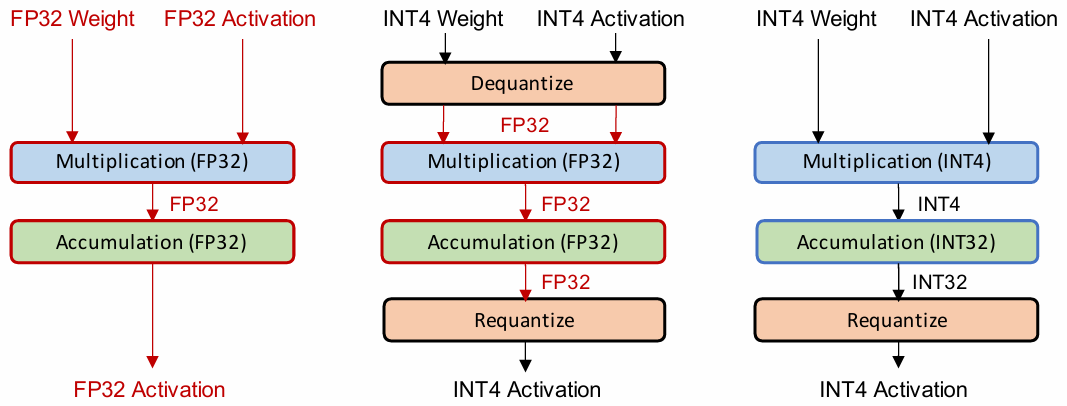 FP32 Weight
FP32 Activation
Multiplication (FP32)
FP32
Accumulation (FP32)
FP32 Activation
INT4 Weight
INT4 Activation
Dequantize
FP32
Multiplication (FP32)
FP32
Accumulation (FP32)
FP32
Requantize
INT4 Activation
INT4 Weight
INT4 Activation
Multiplication (INT4)
INT4
Accumulation (INT32)
INT32
Requantize
INT4 Activation